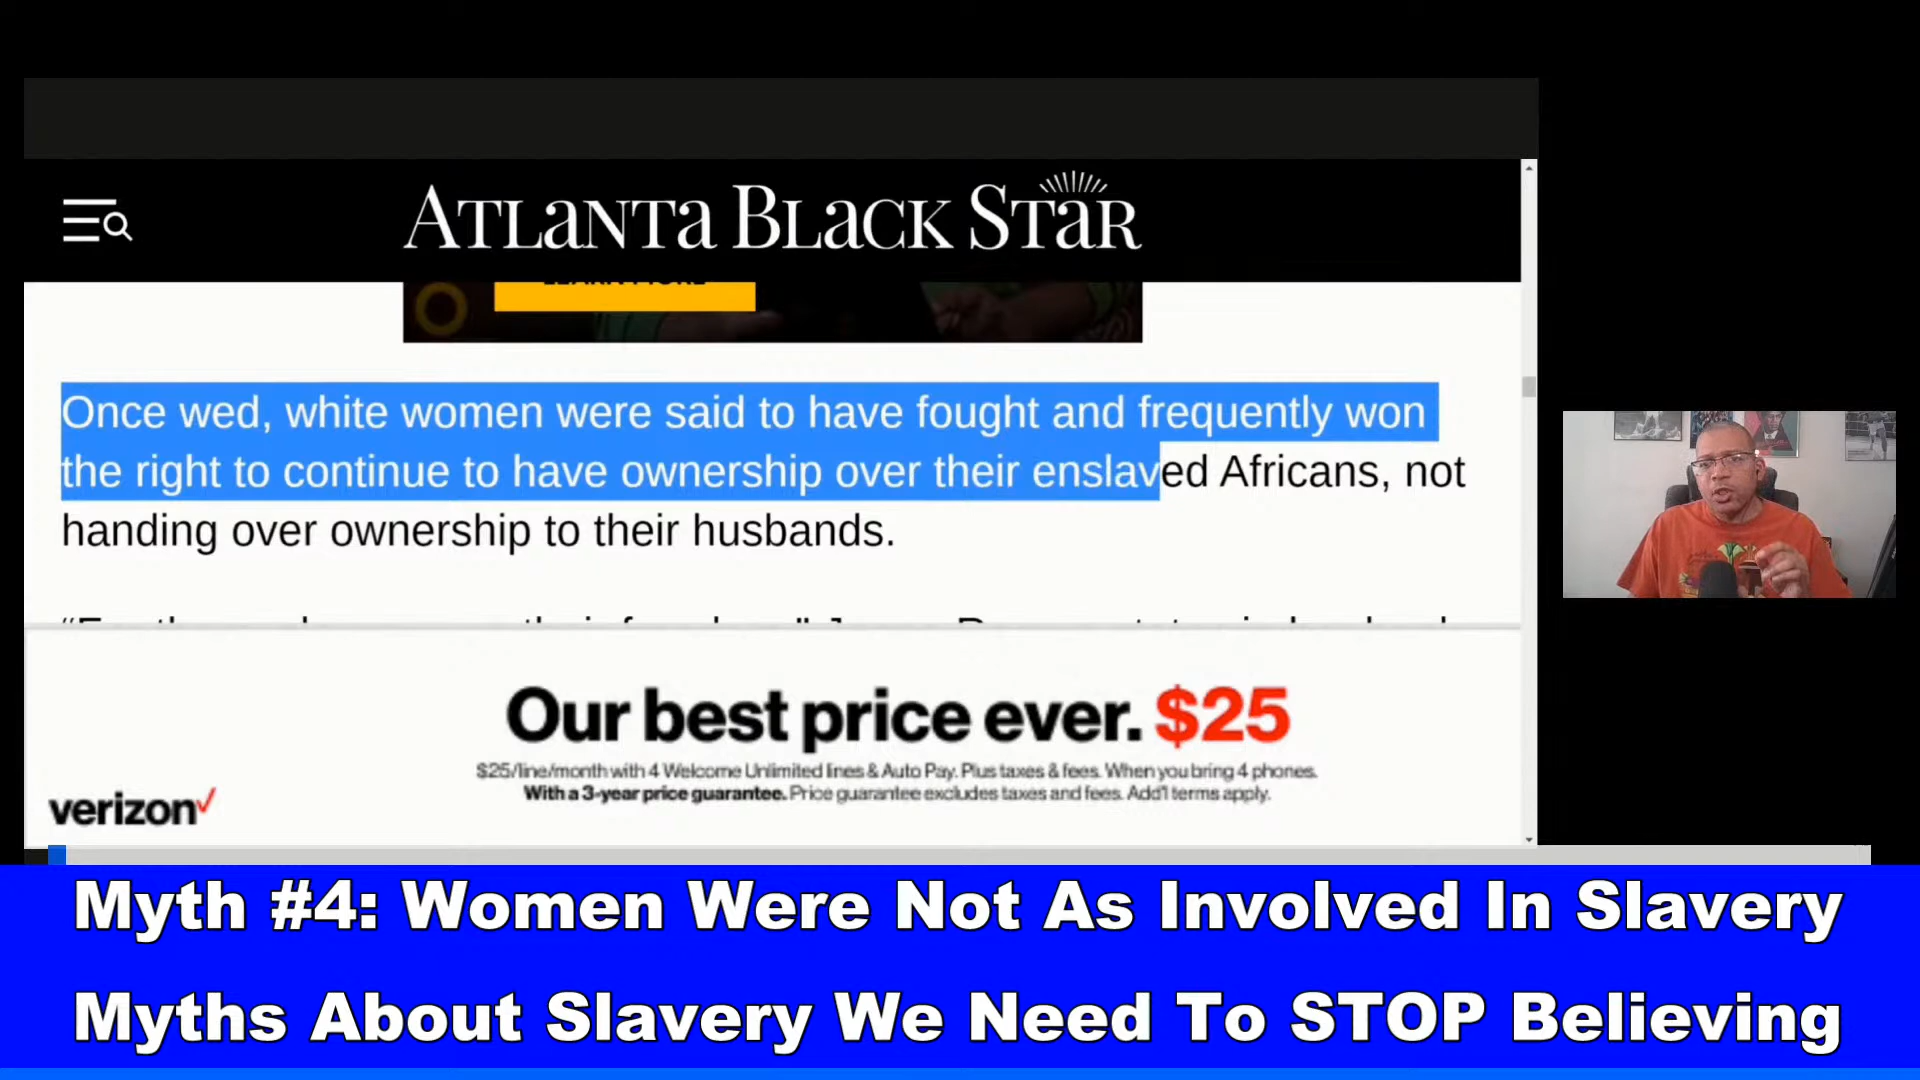 ATLANTA BLACK STAR
LEARN MORE
Once wed, white women were said to have fought and frequently won
the right to continue to have ownership over their enslaved Africans, not
handing over ownership to their husbands.
Our best price ever. $25
$25/line/month with 4 Welcome Unlimited lines & Auto Pay. Plus taxes & fees. When you bring 4 phones.
With a 3-year price guarantee. Price guarantee excludes taxes and fees. Add'l terms apply.
verizon
Myth #4: Women Were Not As Involved In Slavery
Myths About Slavery We Need To STOP Believing